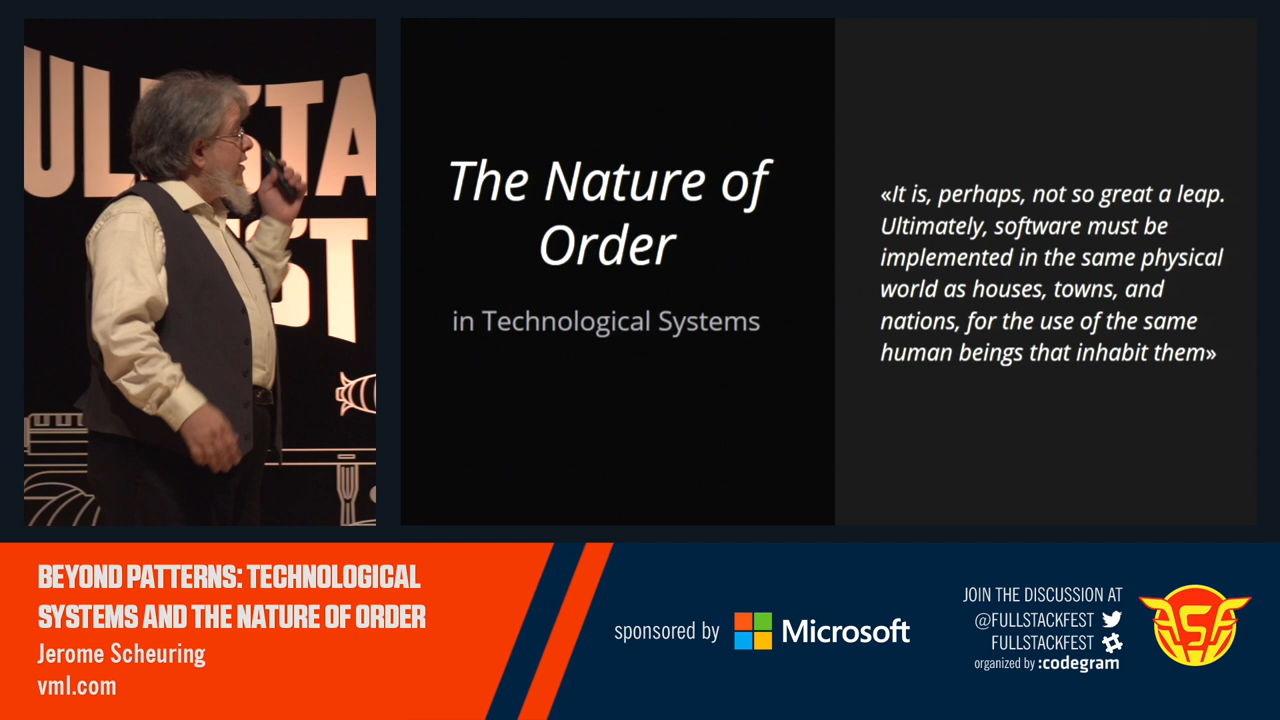 ULLSTA
EST
The Nature of
Order
in Technological Systems
«It is, perhaps, not so great a leap.
Ultimately, software must be
implemented in the same physical
world as houses, towns, and
nations, for the use of the same
human beings that inhabit them»
BEYOND PATTERNS: TECHNOLOGICAL
SYSTEMS AND THE NATURE OF ORDER
Jerome Scheuring
vml.com
sponsored by Microsoft
JOIN THE DISCUSSION AT
@FULLSTACKFEST
FULLSTACKFEST
organized by :codegram
FSF